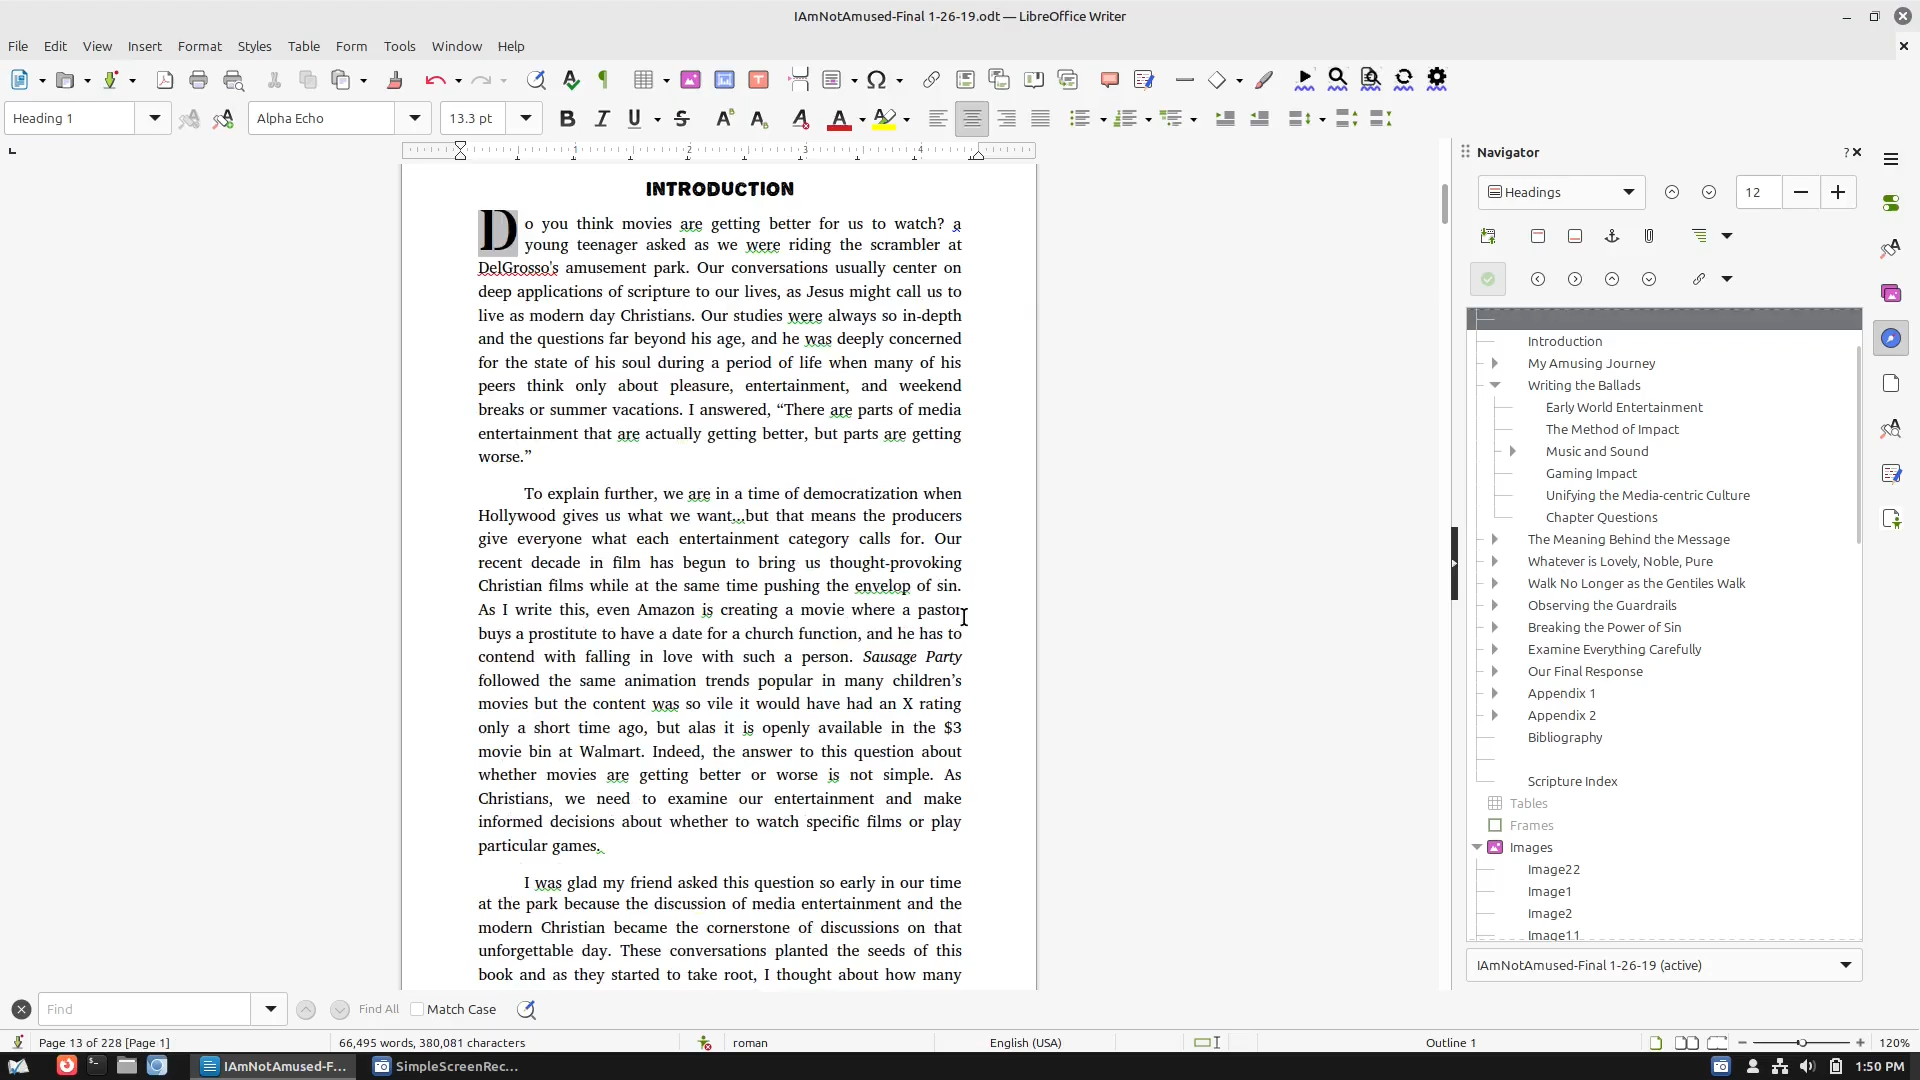 IAmNotAmused-Final 1-26-19.odt — LibreOffice Writer
File Edit View Insert Format Styles Table Form Tools Window Help
Heading 1 Alpha Echo 13.3 pt
1 2 3 4
Navigator ?
Headings 12
INTRODUCTION
Do you think movies are getting better for us to watch? a
young teenager asked as we were riding the scrambler at
DelGrosso's amusement park. Our conversations usually center on
deep applications of scripture to our lives, as Jesus might call us to
live as modern day Christians. Our studies were always so in-depth
and the questions far beyond his age, and he was deeply concerned
for the state of his soul during a period of life when many of his
peers think only about pleasure, entertainment, and weekend
breaks or summer vacations. I answered, “There are parts of media
entertainment that are actually getting better, but parts are getting
worse.”
To explain further, we are in a time of democratization when
Hollywood gives us what we want...but that means the producers
give everyone what each entertainment category calls for. Our
recent decade in film has begun to bring us thought-provoking
Christian films while at the same time pushing the envelop of sin.
As I write this, even Amazon is creating a movie where a pastor
buys a prostitute to have a date for a church function, and he has to
contend with falling in love with such a person. Sausage Party
followed the same animation trends popular in many children’s
movies but the content was so vile it would have had an X rating
only a short time ago, but alas it is openly available in the $3
movie bin at Walmart. Indeed, the answer to this question about
whether movies are getting better or worse is not simple. As
Christians, we need to examine our entertainment and make
informed decisions about whether to watch specific films or play
particular games.
I was glad my friend asked this question so early in our time
at the park because the discussion of media entertainment and the
modern Christian became the cornerstone of discussions on that
unforgettable day. These conversations planted the seeds of this
book and as they started to take root, I thought about how many
Introduction
My Amusing Journey
Writing the Ballads
Early World Entertainment
The Method of Impact
Music and Sound
Gaming Impact
Unifying the Media-centric Culture
Chapter Questions
The Meaning Behind the Message
Whatever is Lovely, Noble, Pure
Walk No Longer as the Gentiles Walk
Observing the Guardrails
Breaking the Power of Sin
Examine Everything Carefully
Our Final Response
Appendix 1
Appendix 2
Bibliography
Scripture Index
Tables
Frames
Images
Image22
Image1
Image2
Image11
IAmNotAmused-Final 1-26-19 (active)
Find Find All Match Case
Page 13 of 228 [Page 1] 66,495 words, 380,081 characters roman English (USA) Outline 1 120%
IAmNotAmused-F... SimpleScreenRec... 1:50 PM